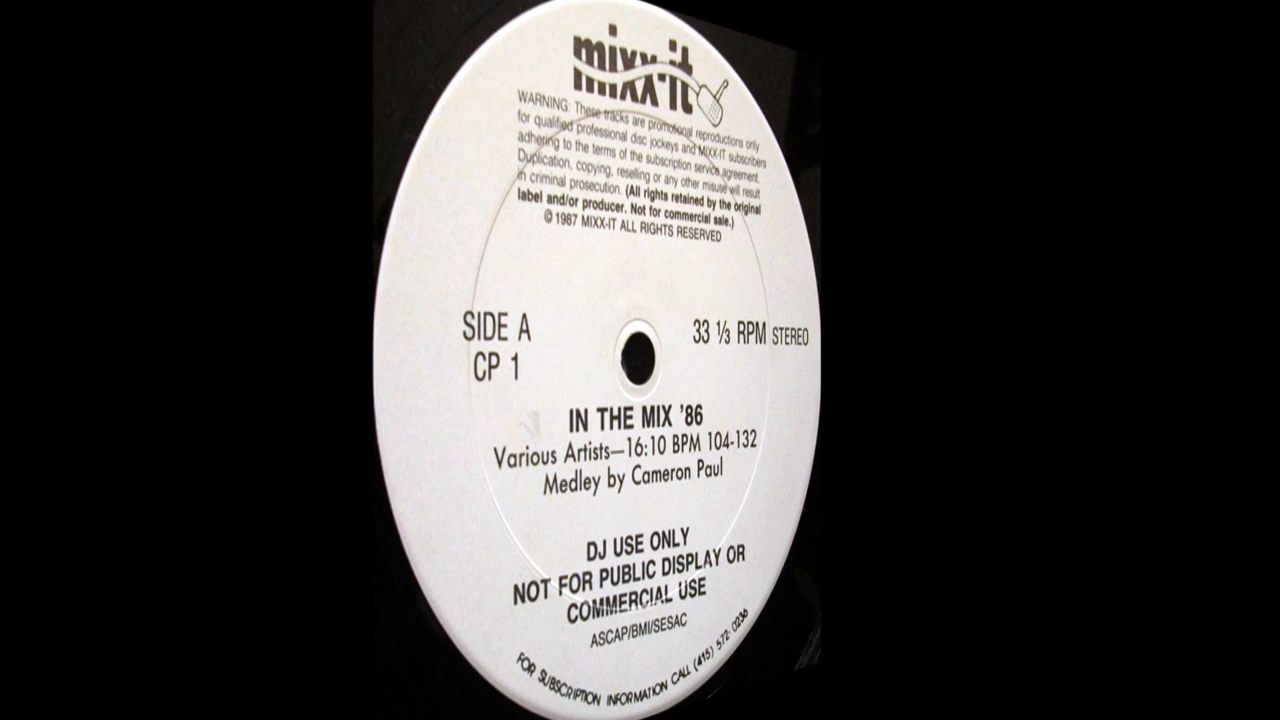 mixx-it
WARNING: These tracks are promotional reproductions only
for qualified professional disc jockeys and MIXX-IT subscribers
adhering to the terms of the subscription service agreement.
Duplication, copying, reselling or any other misuse will result
in criminal prosecution. (All rights retained by the original
label and/or producer. Not for commercial sale.)
© 1987 MIXX-IT ALL RIGHTS RESERVED
SIDE A
CP 1
33 ⅓ RPM STEREO
IN THE MIX '86
Various Artists—16:10 BPM 104-132
Medley by Cameron Paul
DJ USE ONLY
NOT FOR PUBLIC DISPLAY OR
COMMERCIAL USE
ASCAP/BMI/SESAC
FOR SUBSCRIPTION INFORMATION CALL (415) 572-0236